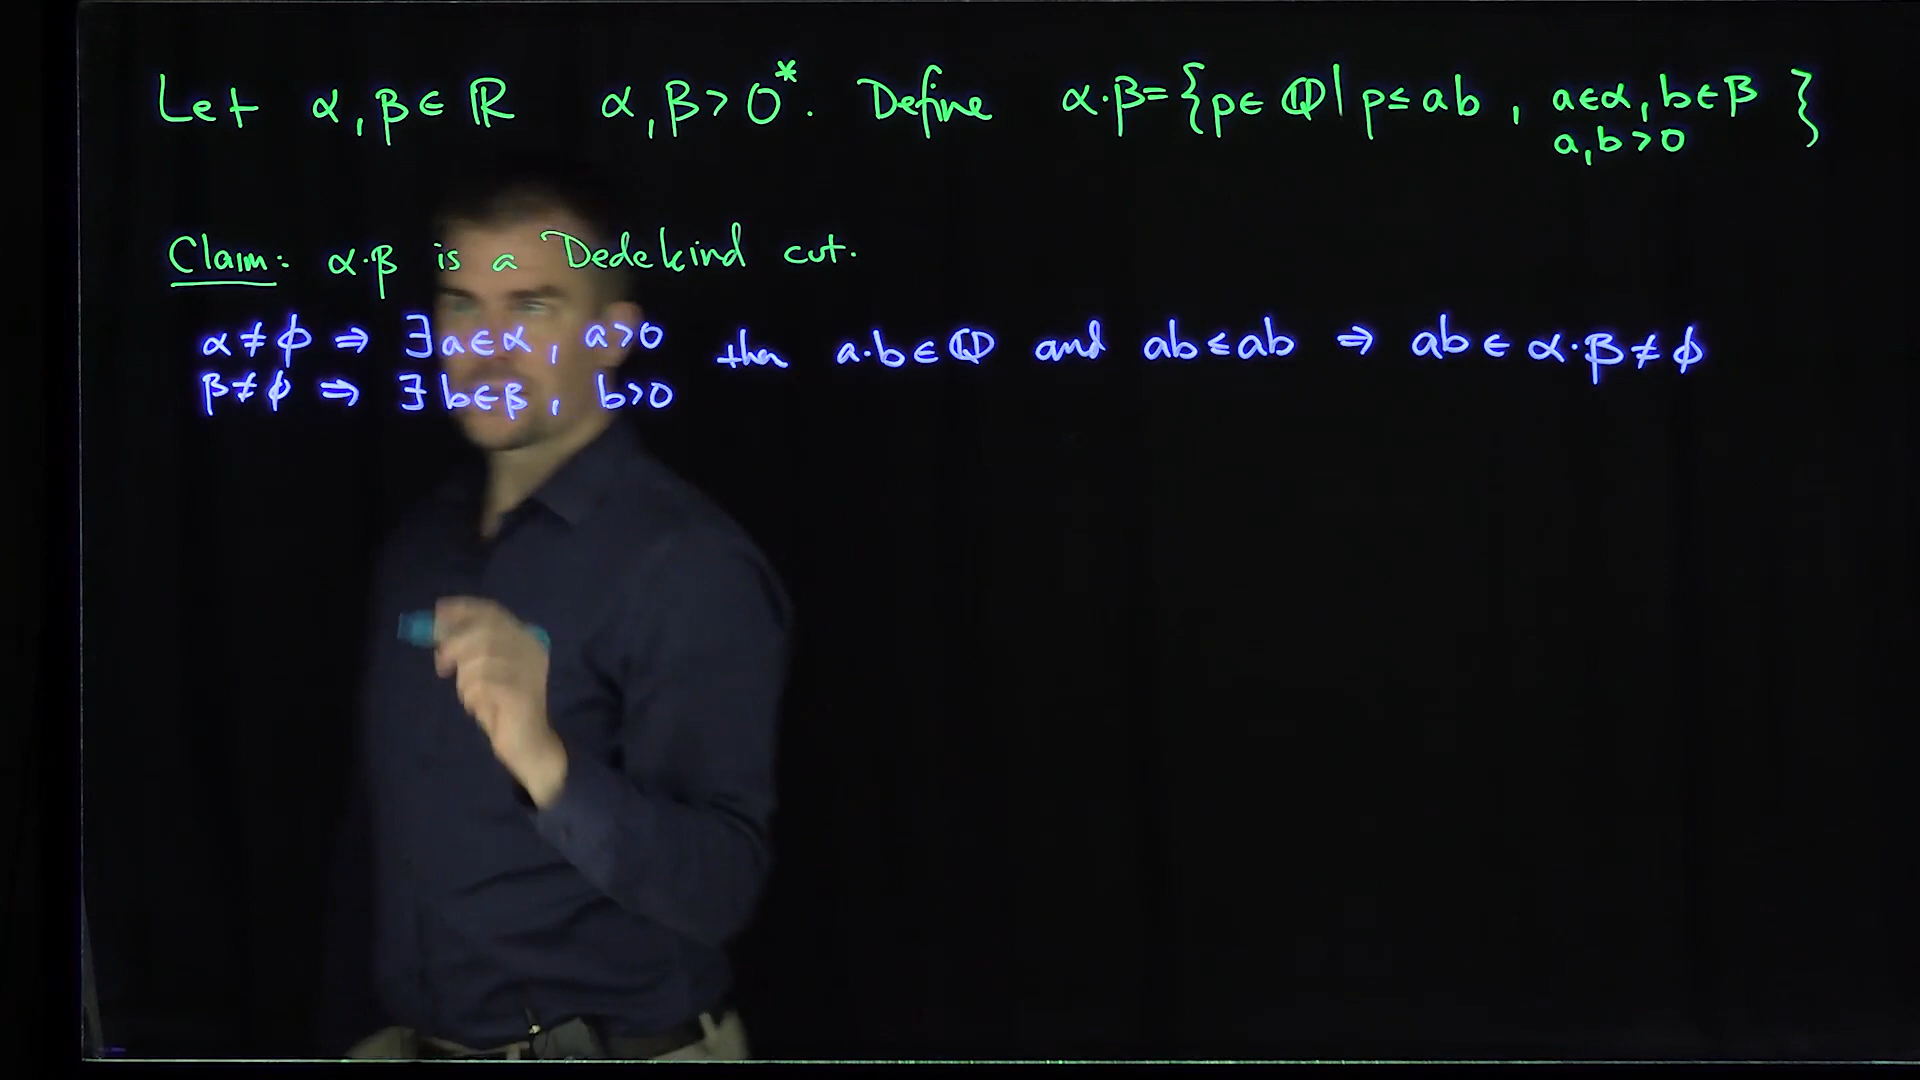 Let α, β ∈ ℝ α, β > 0*. Define α·β = {p ∈ ℚ | p ≤ ab, a ∈ α, b ∈ β }
a, b > 0
Claim: α·β is a Dedekind cut.
α ≠ ϕ ⇒ ∃ a ∈ α, a > 0 then a·b ∈ ℚ and ab ≤ ab ⇒ ab ∈ α·β ≠ ϕ
β ≠ ϕ ⇒ ∃ b ∈ β, b > 0